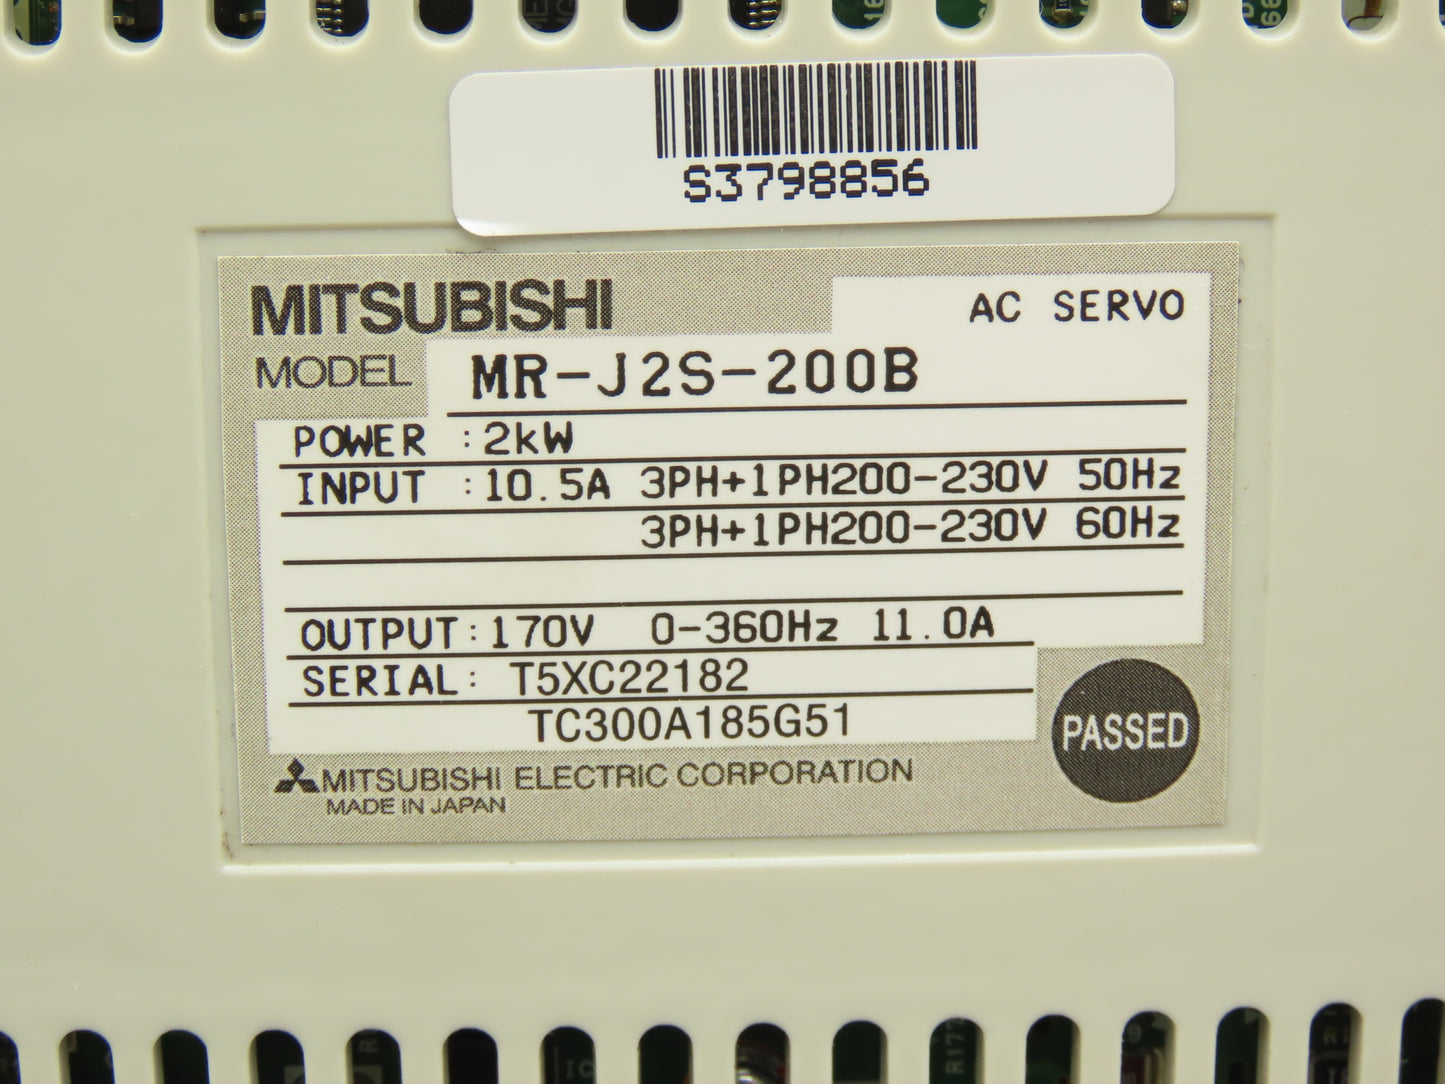 S3798856
MITSUBISHI
AC SERVO
MODEL MR-J2S-200B
POWER :2kW
INPUT :10.5A 3PH+1PH200-230V 50Hz
3PH+1PH200-230V 60Hz
OUTPUT:170V 0-360Hz 11.0A
SERIAL: T5XC22182
TC300A185G51
PASSED
MITSUBISHI ELECTRIC CORPORATION
MADE IN JAPAN